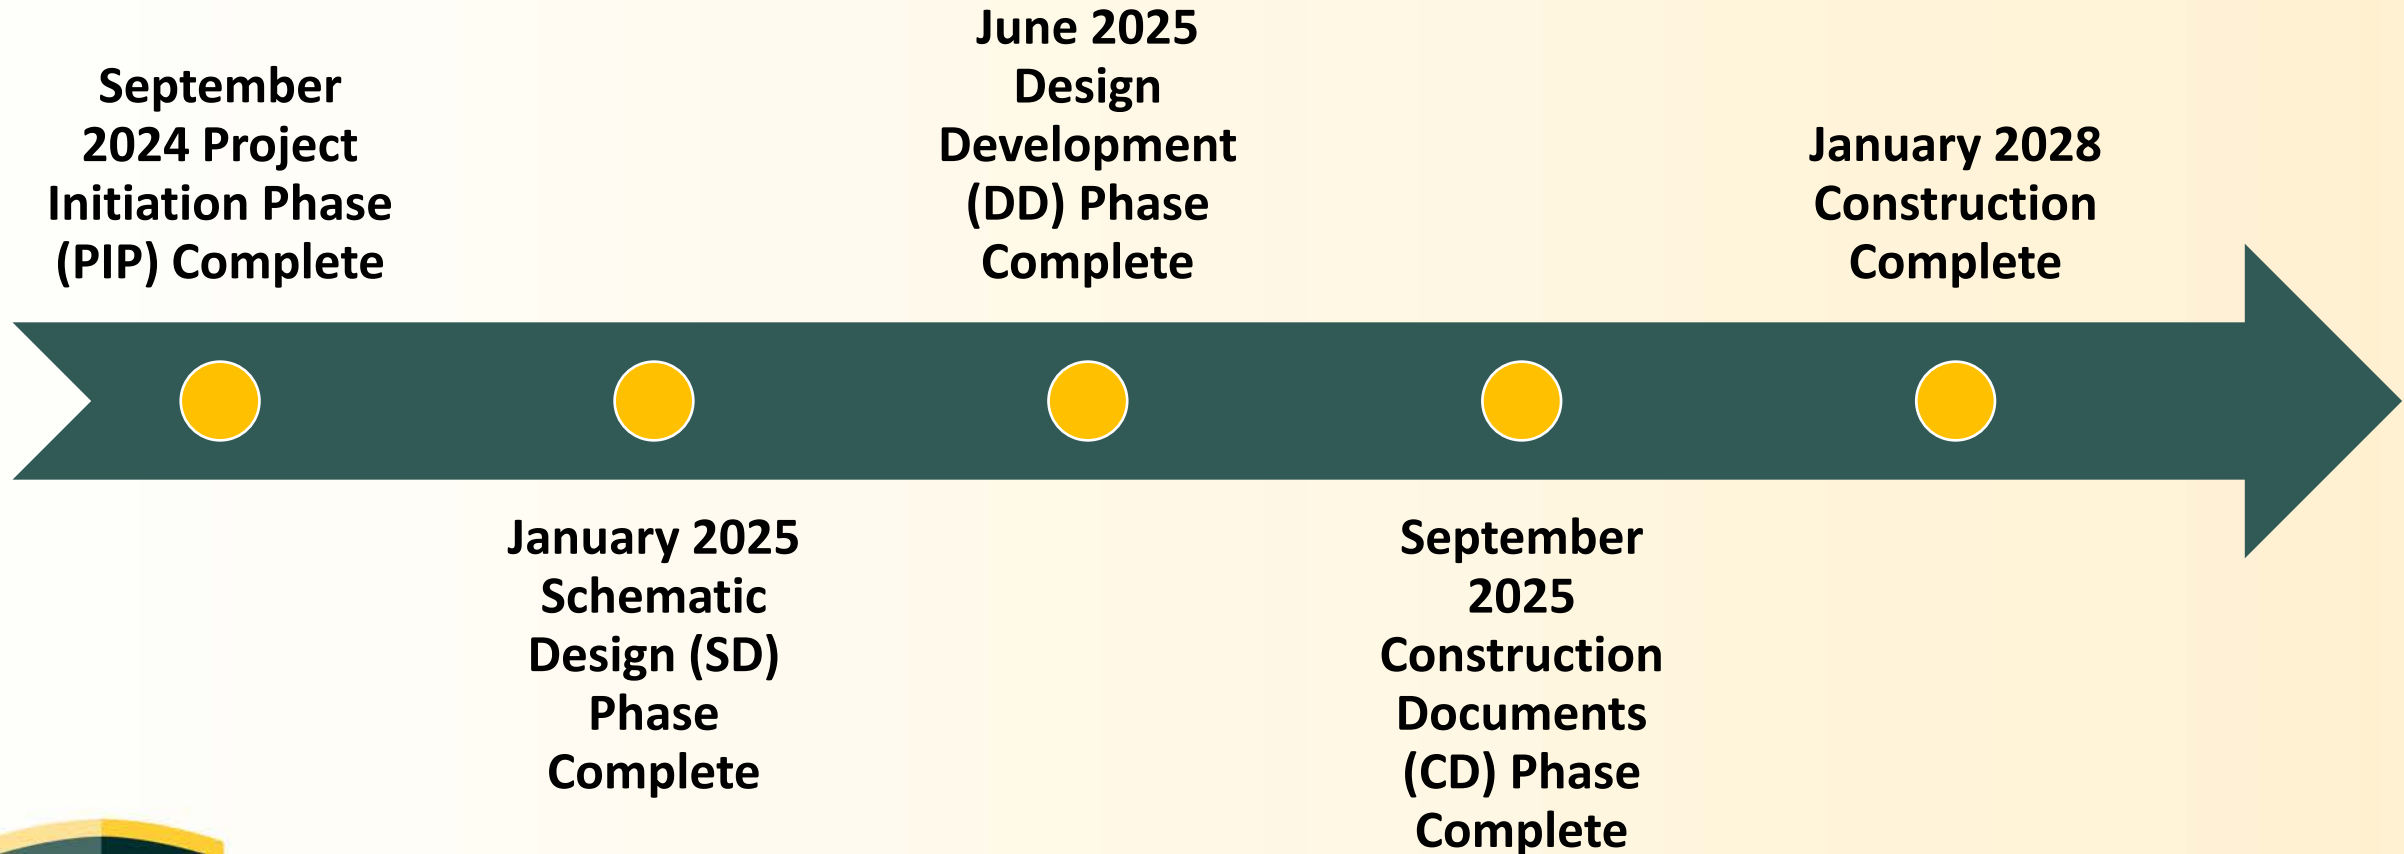 September
2024 Project
Initiation Phase
(PIP) Complete
January 2025
Schematic
Design (SD)
Phase
Complete
June 2025
Design
Development
(DD) Phase
Complete
September
2025
Construction
Documents
(CD) Phase
Complete
January 2028
Construction
Complete